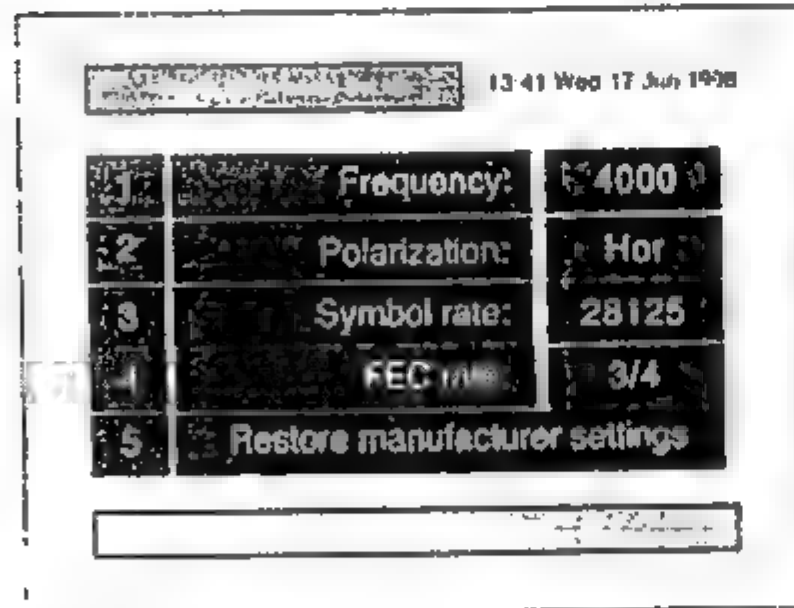 13:41 Wed 17 Jun 1998
1 Frequency: 4000
2 Polarization: Hor
3 Symbol rate: 28125
FEC 3/4
5 Restore manufacturer settings